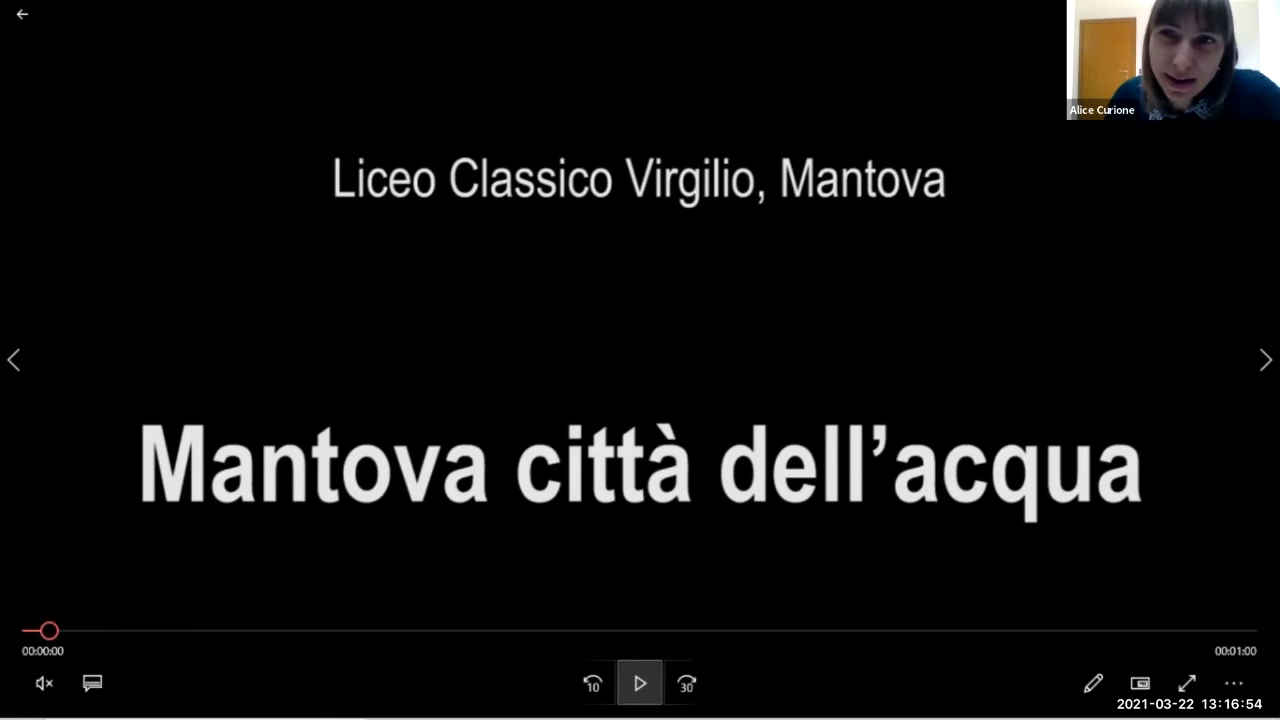 Alice Curione
Liceo Classico Virgilio, Mantova
Mantova città dell’acqua
00:00:00
00:01:00
10
30
2021-03-22 13:16:54